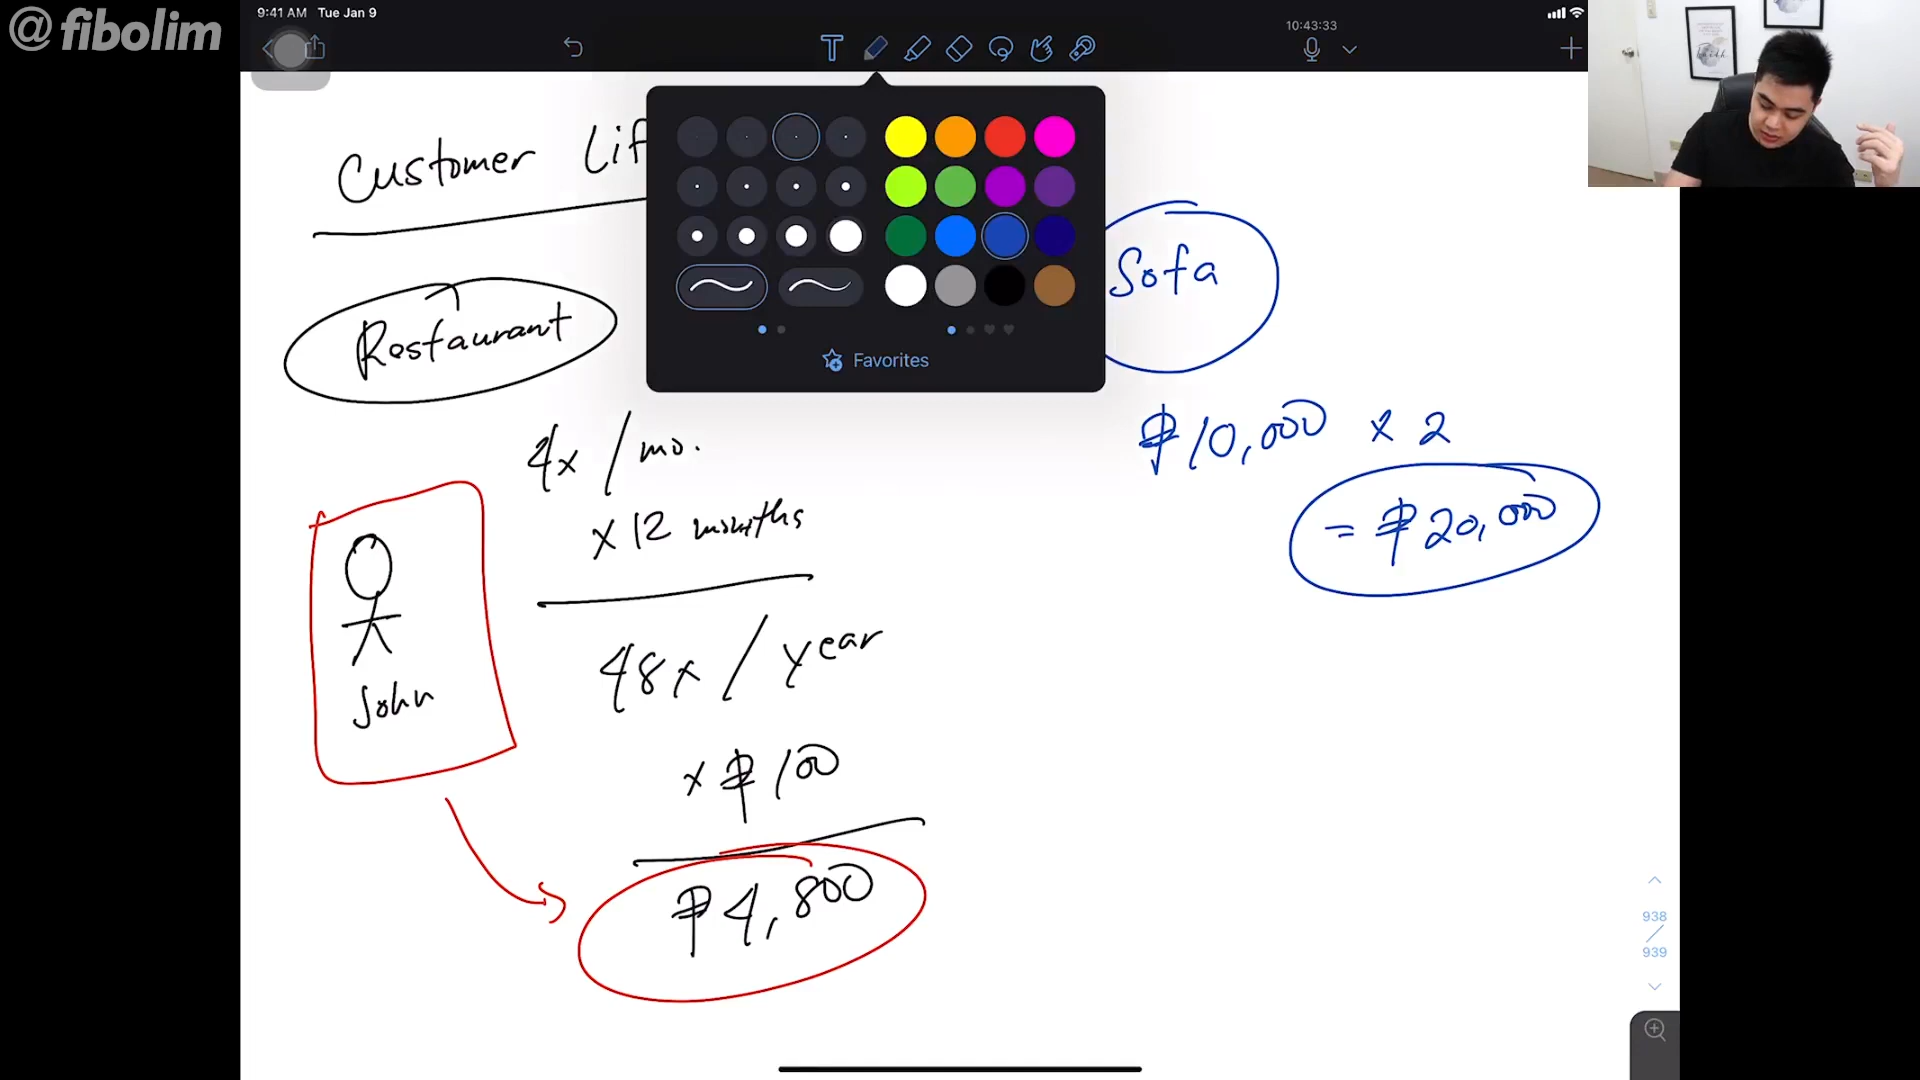 @fibolim
9:41 AM Tue Jan 9
10:43:33
Customer Lif
Restaurant
Sofa
4x / mo.
x 12 months
48x / year
x ₱100
₱4,800
John
₱10,000 x 2
= ₱20,000
T
Favorites
938
939
Faith